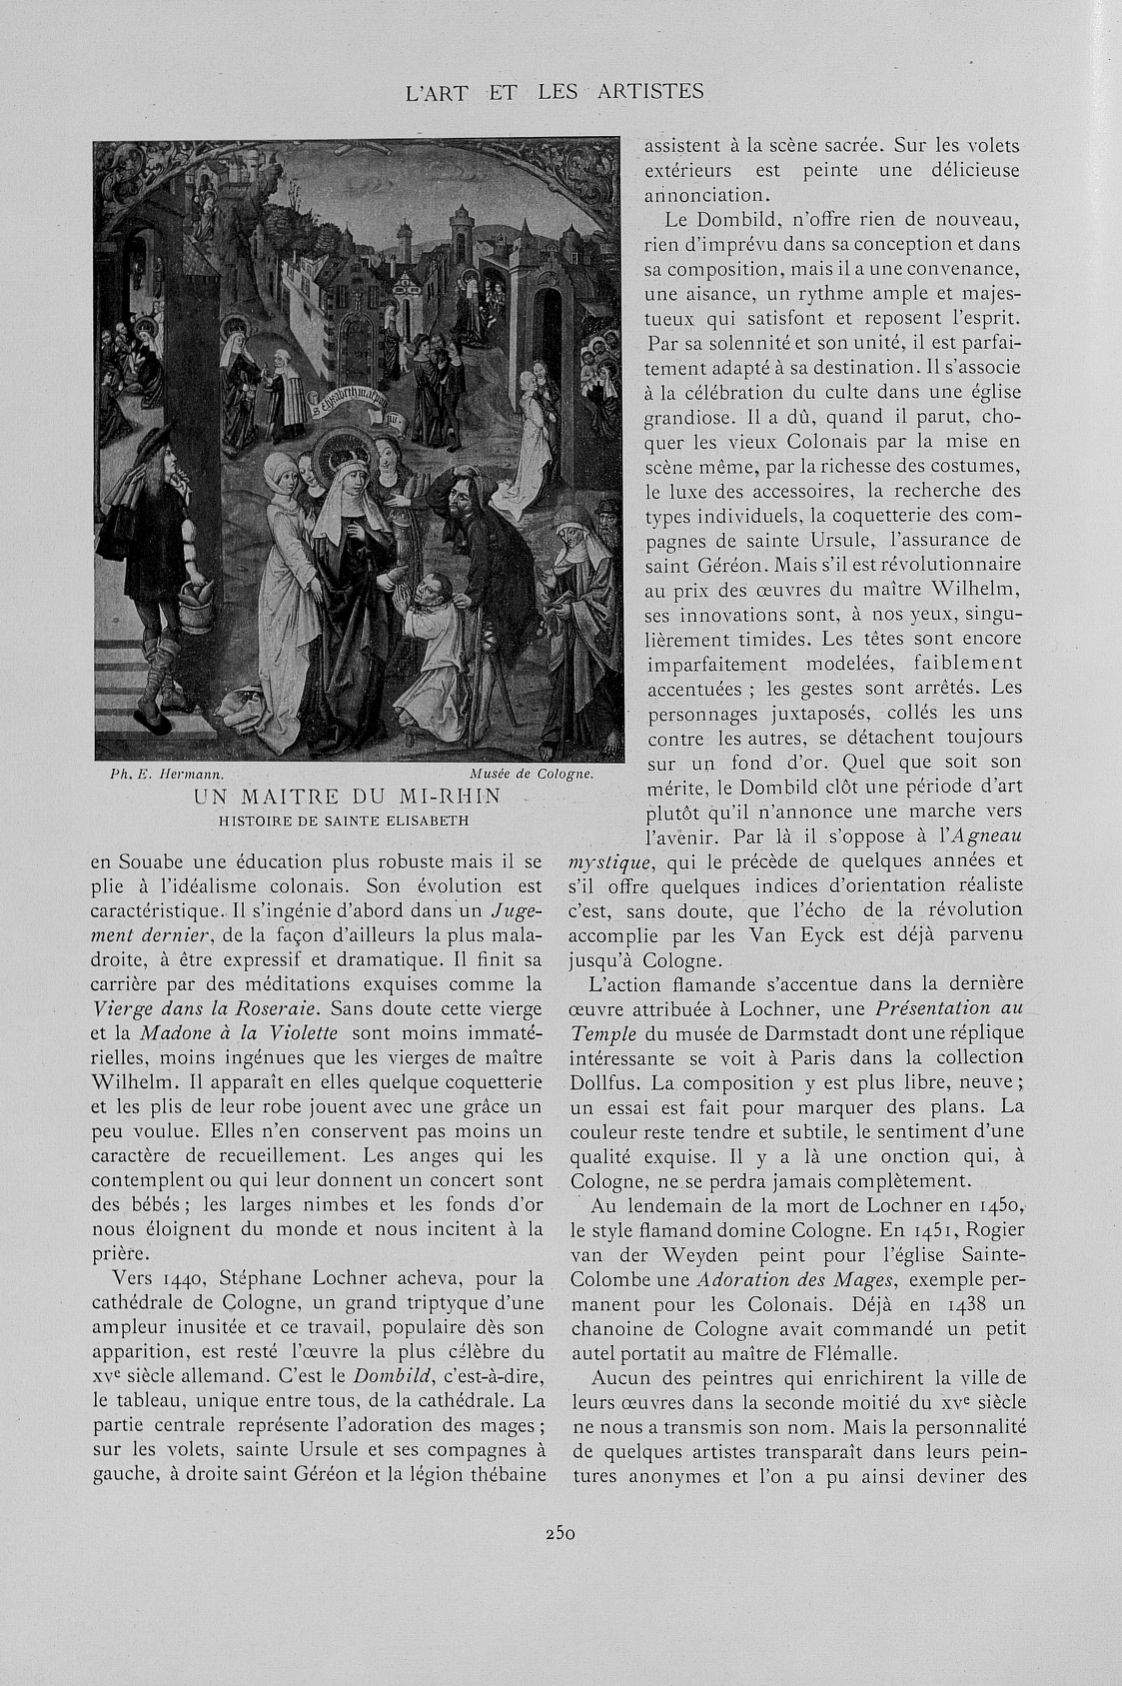 L'ART ET LES ARTISTES
Ph. E. Hermann.
Musée de Cologne.
UN MAITRE DU MI-RHIN
HISTOIRE DE SAINTE ELISABETH
en Souabe une éducation plus robuste mais il se
plie à l'idéalisme colonais. Son évolution est
caractéristique. Il s'ingénie d'abord dans un Juge-
ment dernier, de la façon d'ailleurs la plus mala-
droite, à être expressif et dramatique. Il finit sa
carrière par des méditations exquises comme la
Vierge dans la Roseraie. Sans doute cette vierge
et la Madone à la Violette sont moins immaté-
rielles, moins ingénues que les vierges de maître
Wilhelm. Il apparaît en elles quelque coquetterie
et les plis de leur robe jouent avec une grâce un
peu voulue. Elles n'en conservent pas moins un
caractère de recueillement. Les anges qui les
contemplent ou qui leur donnent un concert sont
des bébés ; les larges nimbes et les fonds d'or
nous éloignent du monde et nous incitent à la
prière.
Vers 1440, Stéphane Lochner acheva, pour la
cathédrale de Cologne, un grand triptyque d'une
ampleur inusitée et ce travail, populaire dès son
apparition, est resté l'œuvre la plus célèbre du
XVe siècle allemand. C'est le Dombild, c'est-à-dire,
le tableau, unique entre tous, de la cathédrale. La
partie centrale représente l'adoration des mages ;
sur les volets, sainte Ursule et ses compagnes à
gauche, à droite saint Géréon et la légion thébaine
assistent à la scène sacrée. Sur les volets
extérieurs est peinte une délicieuse
annonciation.
Le Dombild, n'offre rien de nouveau,
rien d'imprévu dans sa conception et dans
sa composition, mais il a une convenance,
une aisance, un rythme ample et majes-
tueux qui satisfont et reposent l'esprit.
Par sa solennité et son unité, il est parfai-
tement adapté à sa destination. Il s'associe
à la célébration du culte dans une église
grandiose. Il a dû, quand il parut, cho-
quer les vieux Colonais par la mise en
scène même, par la richesse des costumes,
le luxe des accessoires, la recherche des
types individuels, la coquetterie des com-
pagnes de sainte Ursule, l'assurance de
saint Géréon. Mais s'il est révolutionnaire
au prix des œuvres du maître Wilhelm,
ses innovations sont, à nos yeux, singu-
lièrement timides. Les têtes sont encore
imparfaitement modelées, faiblement
accentuées ; les gestes sont arrêtés. Les
personnages juxtaposés, collés les uns
contre les autres, se détachent toujours
sur un fond d'or. Quel que soit son
mérite, le Dombild clôt une période d'art
plutôt qu'il n'annonce une marche vers
l'avenir. Par là il s'oppose à l'Agneau
mystique, qui le précède de quelques années et
s'il offre quelques indices d'orientation réaliste
c'est, sans doute, que l'écho de la révolution
accomplie par les Van Eyck est déjà parvenu
jusqu'à Cologne.
L'action flamande s'accentue dans la dernière
œuvre attribuée à Lochner, une Présentation au
Temple du musée de Darmstadt dont une réplique
intéressante se voit à Paris dans la collection
Dollfus. La composition y est plus libre, neuve ;
un essai est fait pour marquer des plans. La
couleur reste tendre et subtile, le sentiment d'une
qualité exquise. Il y a là une onction qui, à
Cologne, ne se perdra jamais complètement.
Au lendemain de la mort de Lochner en 1450,
le style flamand domine Cologne. En 1451, Rogier
van der Weyden peint pour l'église Sainte-
Colombe une Adoration des Mages, exemple per-
manent pour les Colonais. Déjà en 1438 un
chanoine de Cologne avait commandé un petit
autel portatif au maître de Flémalle.
Aucun des peintres qui enrichirent la ville de
leurs œuvres dans la seconde moitié du XVe siècle
ne nous a transmis son nom. Mais la personnalité
de quelques artistes transparaît dans leurs pein-
tures anonymes et l'on a pu ainsi deviner des
250